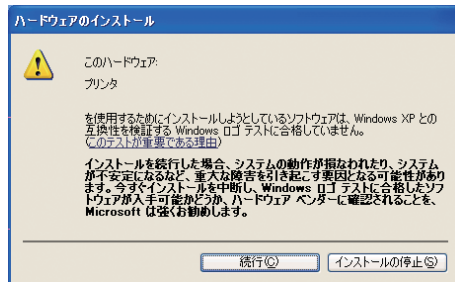 ハードウェアのインストール
このハードウェア:
プリンタ
を使用するためにインストールしようとしているソフトウェアは、Windows XP との
互換性を検証する Windows ロゴ テストに合格していません。
(このテストが重要である理由)
インストールを続行した場合、システムの動作が損なわれたり、システム
が不安定になるなど、重大な障害を引き起こす要因となる可能性があり
ます。今すぐインストールを中断し、Windows ロゴ テストに合格したソフ
トウェアが入手可能かどうか、ハードウェア ベンダーに確認されることを、
Microsoft は強くお勧めします。
続行(C)
インストールの停止(S)